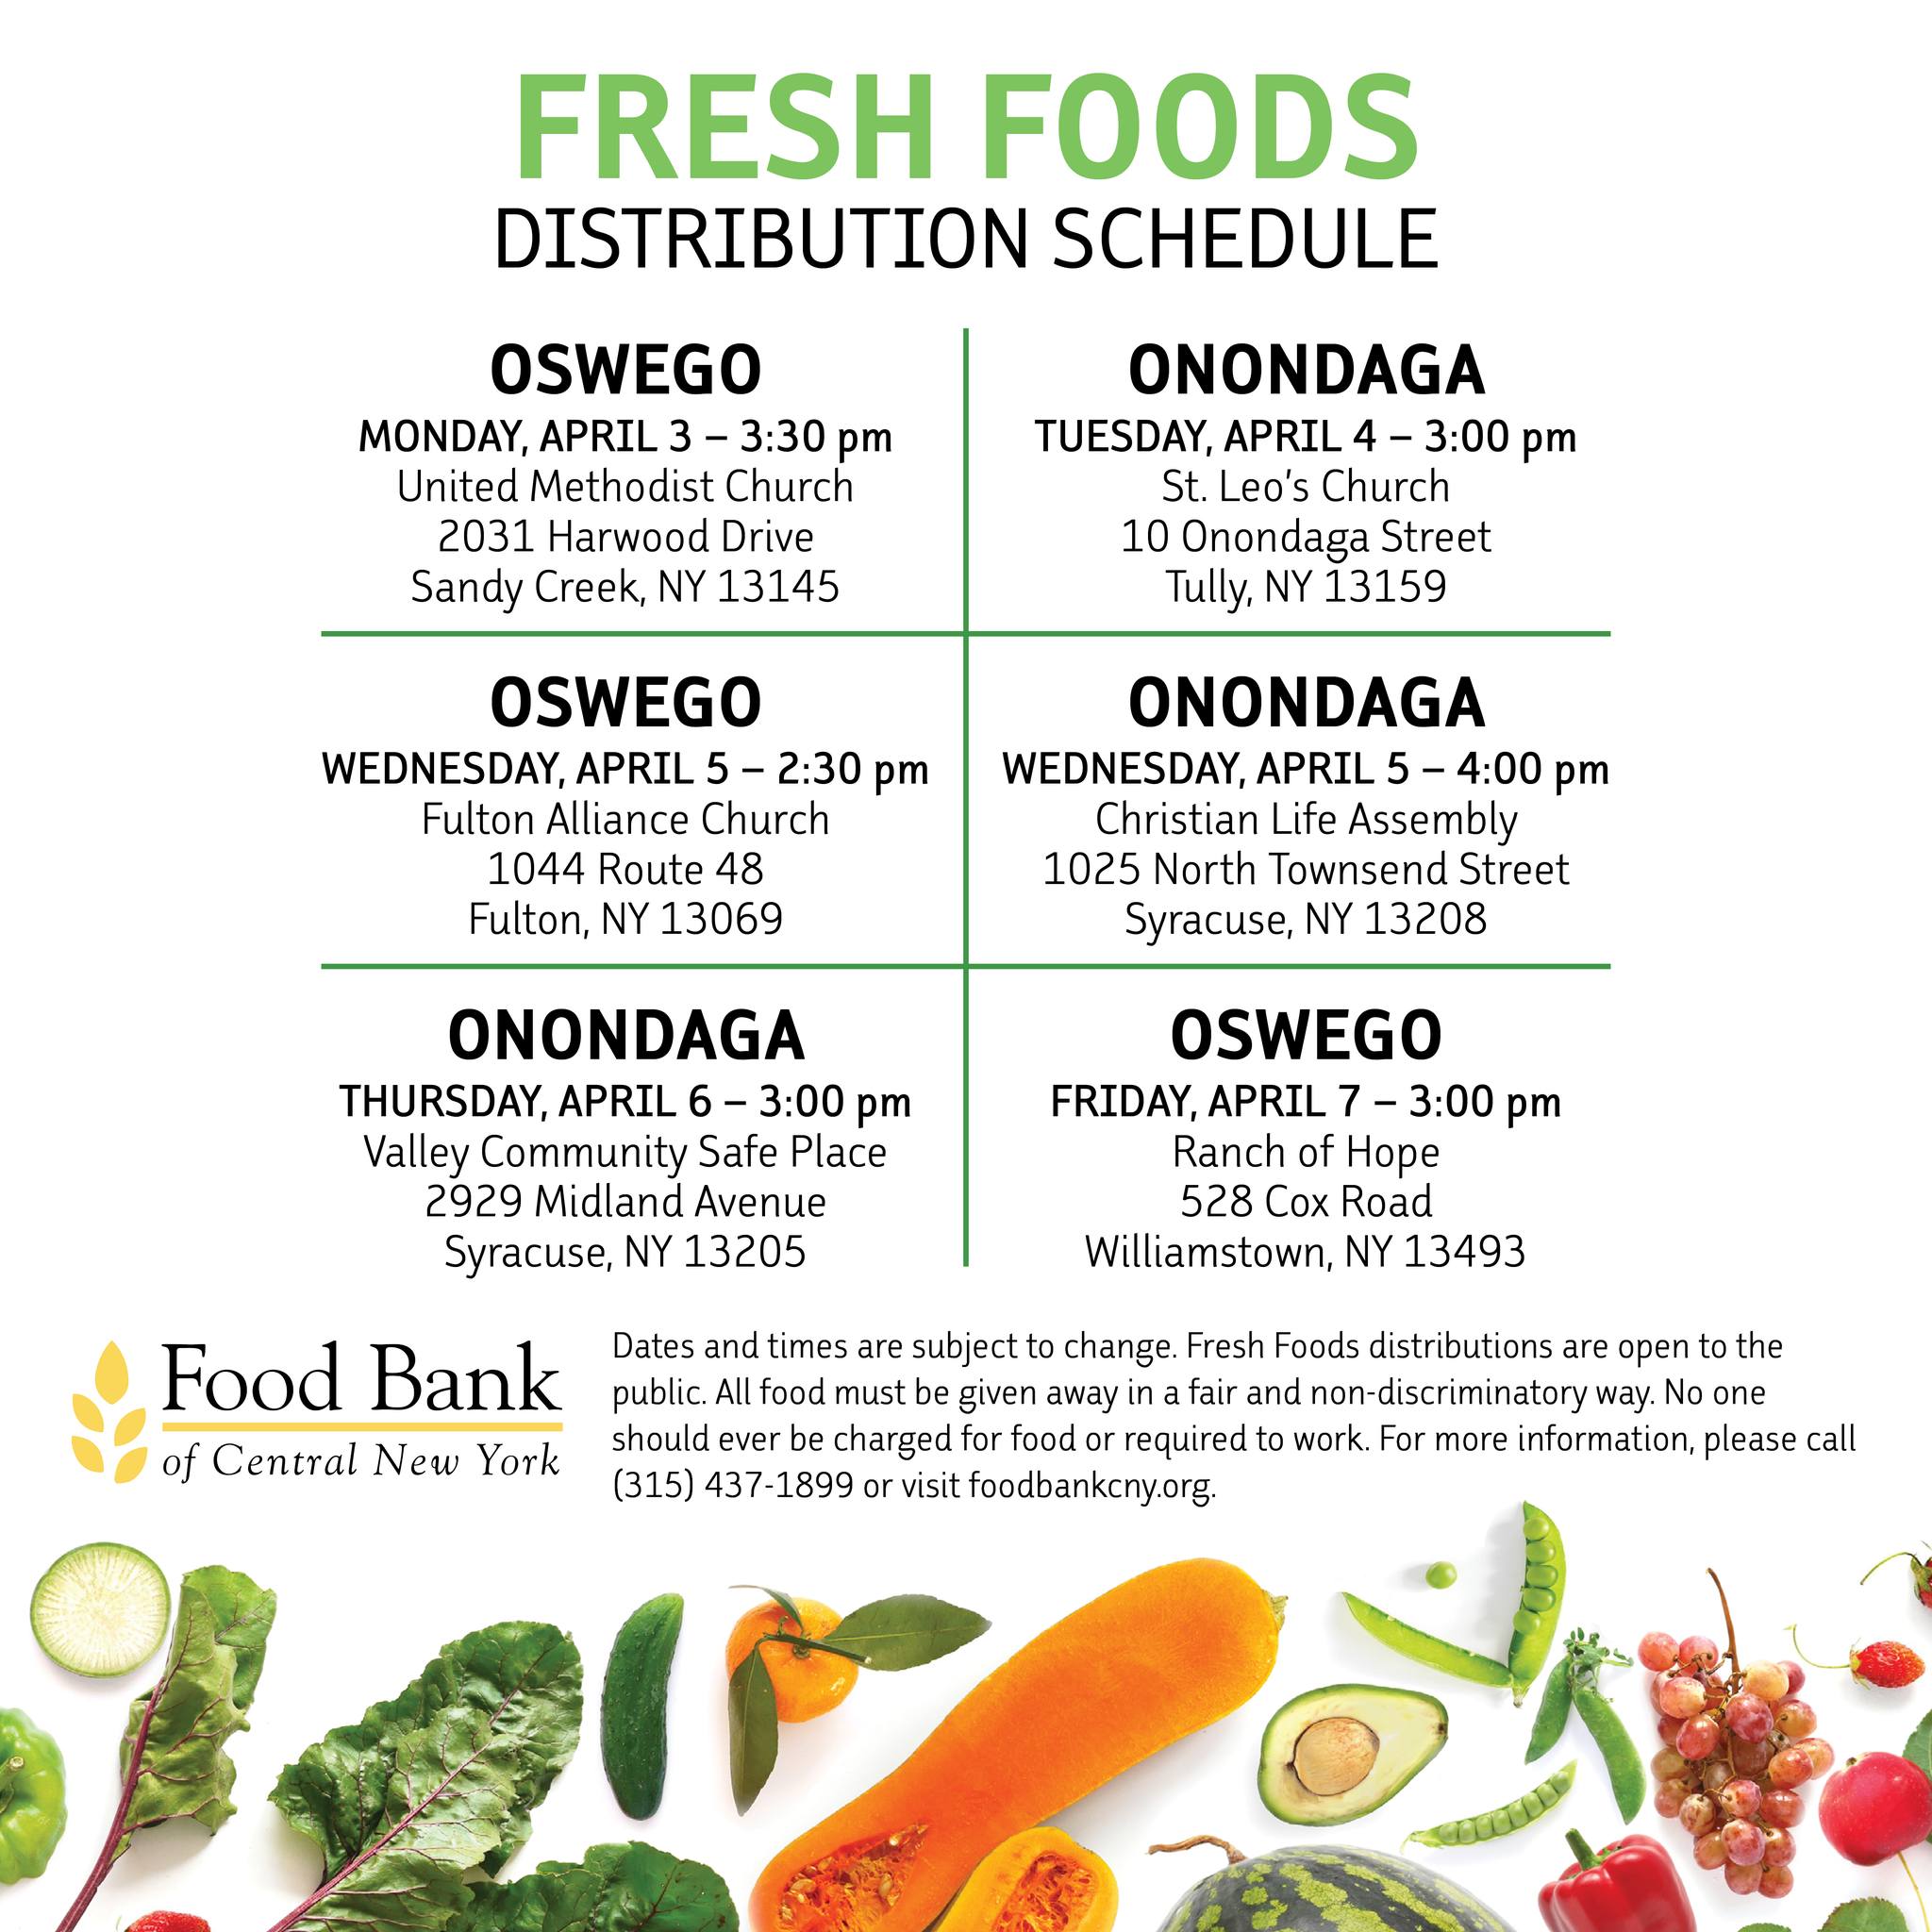 FRESH FOODS
DISTRIBUTION SCHEDULE
OSWEGO
MONDAY, APRIL 3 – 3:30 pm
United Methodist Church
2031 Harwood Drive
Sandy Creek, NY 13145
ONONDAGA
TUESDAY, APRIL 4 – 3:00 pm
St. Leo’s Church
10 Onondaga Street
Tully, NY 13159
OSWEGO
WEDNESDAY, APRIL 5 – 2:30 pm
Fulton Alliance Church
1044 Route 48
Fulton, NY 13069
ONONDAGA
WEDNESDAY, APRIL 5 – 4:00 pm
Christian Life Assembly
1025 North Townsend Street
Syracuse, NY 13208
ONONDAGA
THURSDAY, APRIL 6 – 3:00 pm
Valley Community Safe Place
2929 Midland Avenue
Syracuse, NY 13205
OSWEGO
FRIDAY, APRIL 7 – 3:00 pm
Ranch of Hope
528 Cox Road
Williamstown, NY 13493
Food Bank
of Central New York
Dates and times are subject to change. Fresh Foods distributions are open to the
public. All food must be given away in a fair and non-discriminatory way. No one
should ever be charged for food or required to work. For more information, please call
(315) 437-1899 or visit foodbankcny.org.